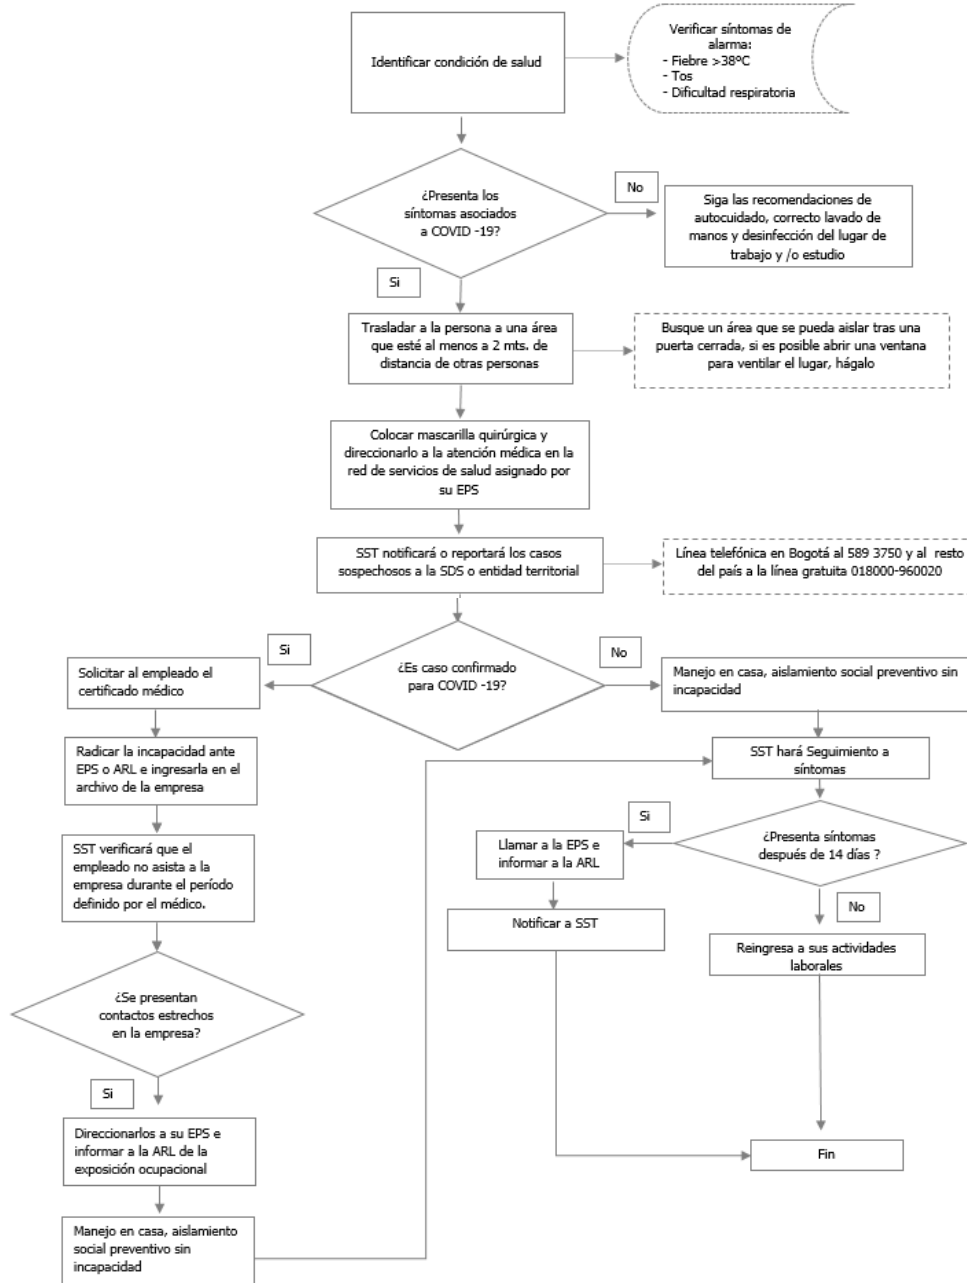 Identificar condición de salud
Verificar síntomas de
alarma:
- Fiebre >38ºC
- Tos
- Dificultad respiratoria
¿Presenta los
síntomas asociados
a COVID -19?
No
Siga las recomendaciones de
autocuidado, correcto lavado de
manos y desinfección del lugar de
trabajo y /o estudio
Si
Trasladar a la persona a una área
que esté al menos a 2 mts. de
distancia de otras personas
Busque un área que se pueda aislar tras una
puerta cerrada, si es posible abrir una ventana
para ventilar el lugar, hágalo
Colocar mascarilla quirúrgica y
direccionarlo a la atención médica en la
red de servicios de salud asignado por
su EPS
SST notificará o reportará los casos
sospechosos a la SDS o entidad territorial
Línea telefónica en Bogotá al 589 3750 y al resto
del país a la línea gratuita 018000-960020
¿Es caso confirmado
para COVID -19?
Si
No
Solicitar al empleado el
certificado médico
Manejo en casa, aislamiento social preventivo sin
incapacidad
Radicar la incapacidad ante
EPS o ARL e ingresarla en el
archivo de la empresa
SST hará Seguimiento a
síntomas
SST verificará que el
empleado no asista a la
empresa durante el período
definido por el médico.
¿Presenta síntomas
después de 14 días ?
Si
Llamar a la EPS e
informar a la ARL
No
Notificar a SST
Reingresa a sus actividades
laborales
¿Se presentan
contactos estrechos
en la empresa?
Si
Direccionarlos a su EPS e
informar a la ARL de la
exposición ocupacional
Fin
Manejo en casa, aislamiento
social preventivo sin
incapacidad